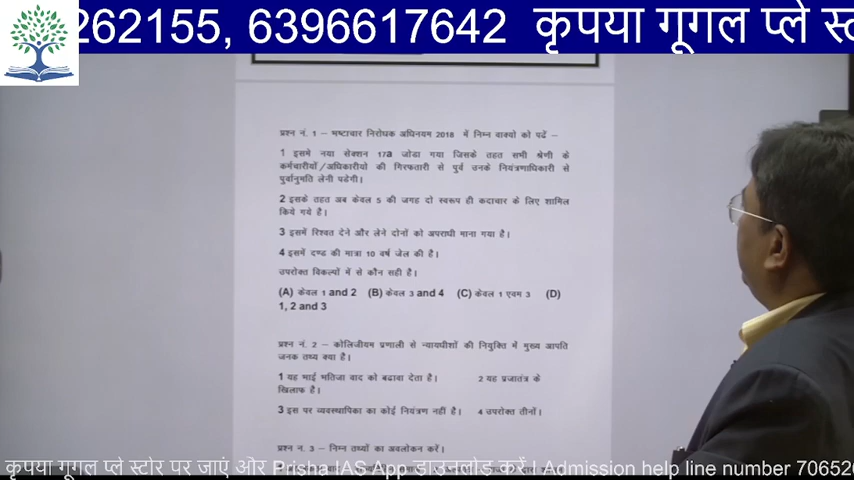 262155, 6396617642 कृपया गूगल प्ले
प्रश्न नं. 1 – भष्टाचार निरोधक अधिनयम 2018 में निम्न वाक्यो को पढें –
1 इसमे नया सेक्शन 17a जोडा गया जिसके तहत सभी श्रेणी के
कर्मचारीयों/अधिकारीयो की गिरफतारी से पुर्व उनके नियंत्रणाधिकारी से
पुर्वानुमति लेनी पडेगी।
2 इसके तहत अब केवल 5 की जगह दो स्वरूप ही कदाचार के लिए शामिल
किये गये है।
3 इसमें रिश्वत देने और लेने दोनों को अपराधी माना गया है।
4 इसमें दण्ड की मात्रा 10 वर्ष जेल की है।
उपरोक्त विकल्पों में से कौन सही है।
(A) केवल 1 and 2 (B) केवल 3 and 4 (C) केवल 1 एवम 3 (D)
1, 2 and 3
प्रश्न नं. 2 – कोलिजीयम प्रणाली से न्यायधीशों की नियुक्ति में मुख्य आपति
जनक तथ्य क्या है।
1 यह भाई भतिजा वाद को बढावा देता है। 2 यह प्रजातंत्र के
खिलाफ है।
3 इस पर व्यवस्थापिका का कोई नियंत्रण नहीं है। 4 उपरोक्त तीनों।
प्रश्न नं. 3 – निम्न तथ्यों का अवलोकन करें।
कृपया गूगल प्ले स्टोर पर जाएं और Prisha IAS App डाउनलोड करें। Admission help line number 706526